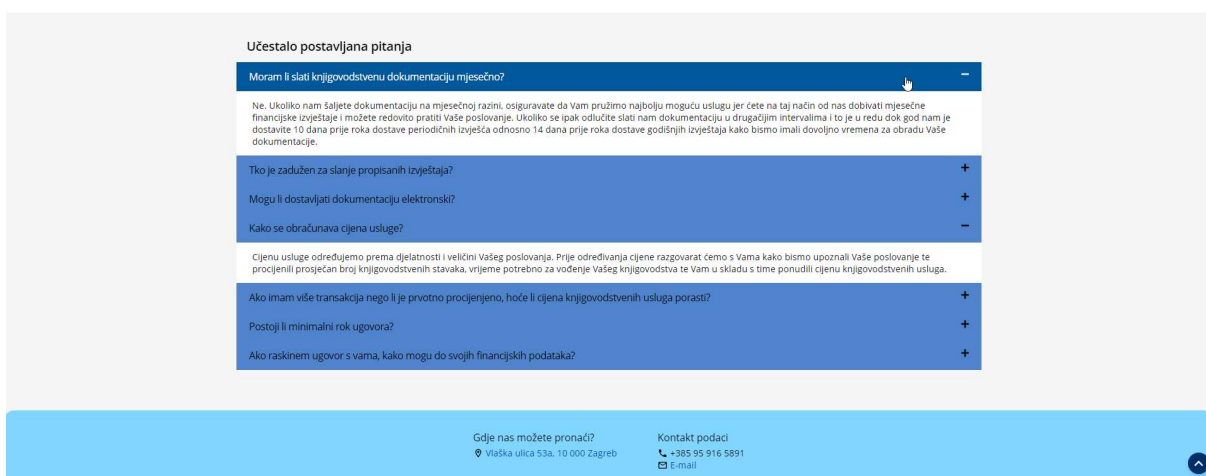 Učestalo postavljana pitanja
Moram li slati knjigovodstvenu dokumentaciju mjesečno?
Ne. Ukoliko nam šaljete dokumentaciju na mjesečnoj razini, osiguravate da Vam pružimo najbolju moguću uslugu jer ćete na taj način od nas dobivati mjesečne
financijske izvještaje i možete redovito pratiti Vaše poslovanje. Ukoliko se ipak odlučite slati nam dokumentaciju u drugačijim intervalima i to je u redu dok god nam je
dostavite 10 dana prije roka dostave periodičnih izvješća odnosno 14 dana prije roka dostave godišnjih izvještaja kako bismo imali dovoljno vremena za obradu Vaše
dokumentacije.
Tko je zadužen za slanje propisanih izvještaja?
Mogu li dostavljati dokumentaciju elektronski?
Kako se obračunava cijena usluge?
Cijenu usluge određujemo prema djelatnosti i veličini Vašeg poslovanja. Prije određivanja cijene razgovarat ćemo s Vama kako bismo upoznali Vaše poslovanje te
procijenili prosječan broj knjigovodstvenih stavaka, vrijeme potrebno za vođenje Vašeg knjigovodstva te Vam u skladu s time ponudili cijenu knjigovodstvenih usluga.
Ako imam više transakcija nego li je prvotno procijenjeno, hoće li cijena knjigovodstvenih usluga porasti?
Postoji li minimalni rok ugovora?
Ako raskinem ugovor s vama, kako mogu do svojih financijskih podataka?
Gdje nas možete pronaći?
Vlaška ulica 53a, 10 000 Zagreb
Kontakt podaci
+385 95 916 5891
E-mail